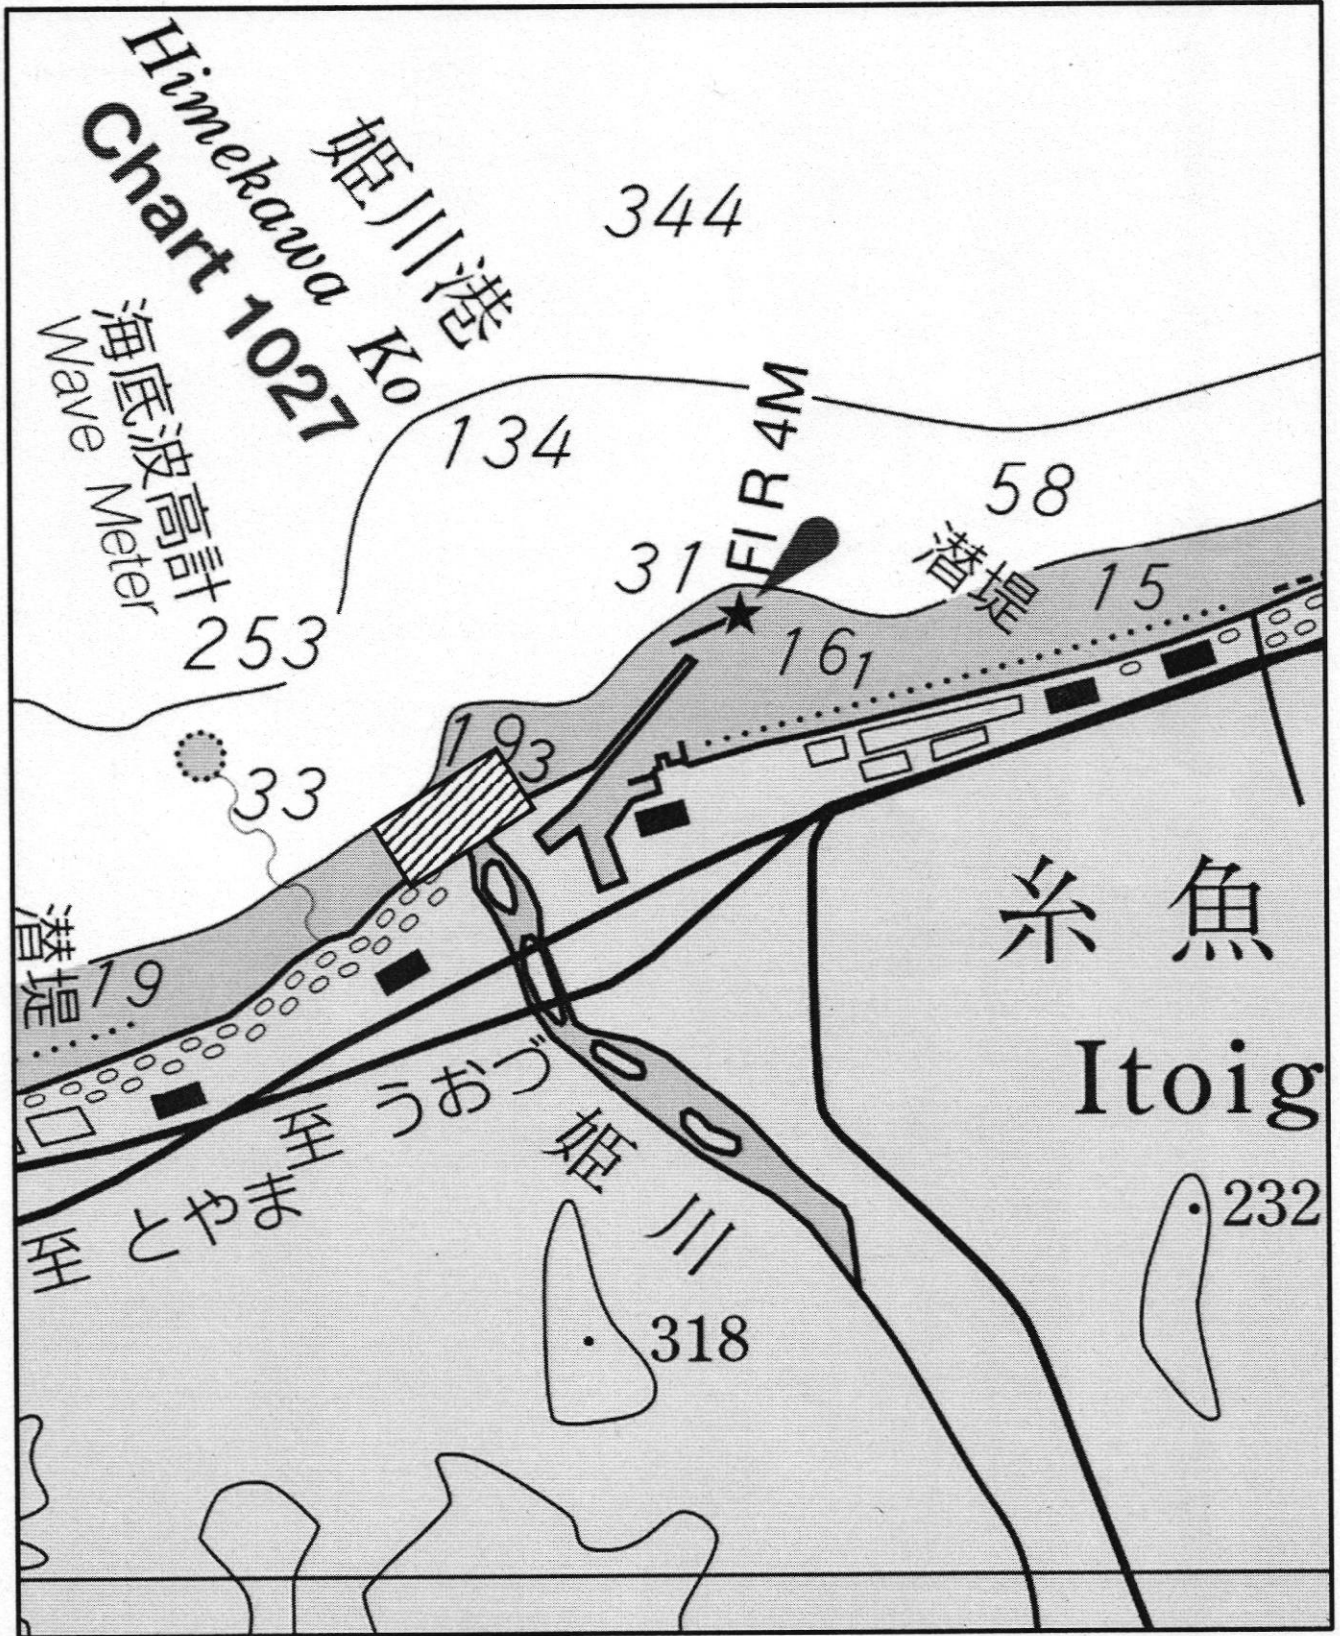 Himekawa Ko
Chart 1027
姫川港
344
海底波高計
Wave Meter
134
Fl R 4M
58
31
潜堤
15
253
16₁
19₃
33
潜堤
19
糸魚
Itoig
至 うおづ
姫川
至 とやま
232
318